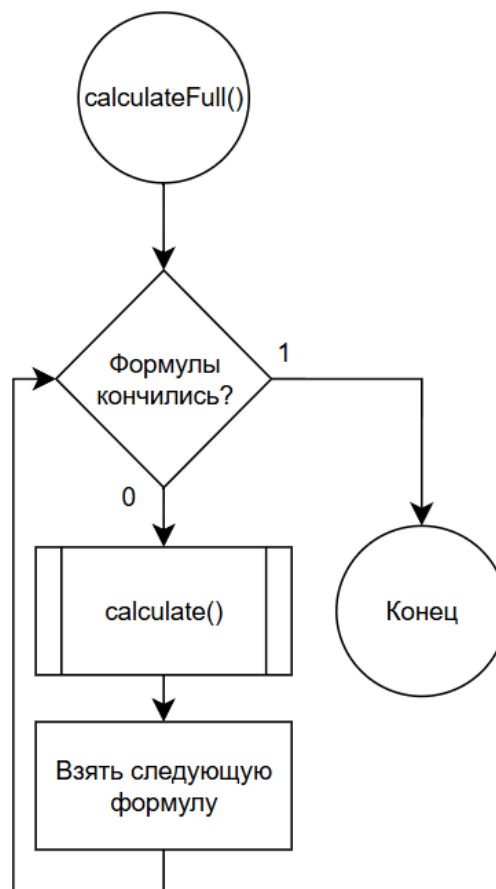 calculateFull()
Формулы
кончились?
1
0
calculate()
Конец
Взять следующую
формулу